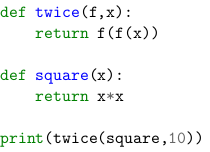 def twice(f,x):
    return f(f(x))

def square(x):
    return x*x

print(twice(square,10))